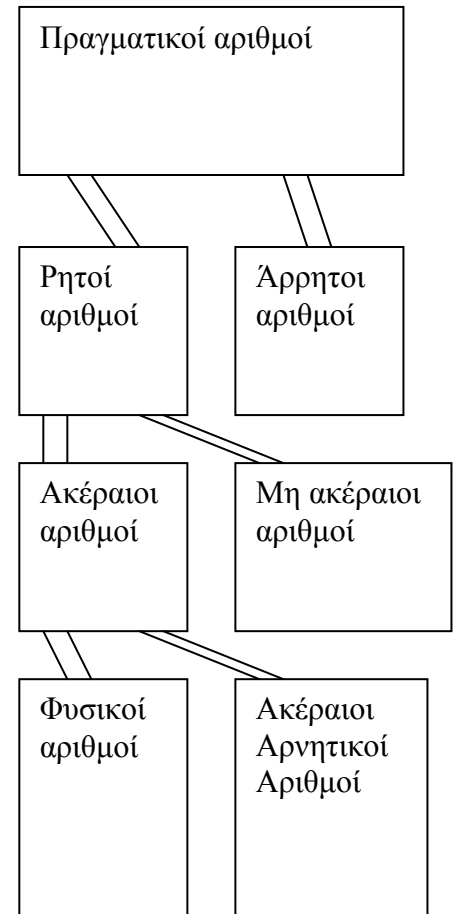 Πραγματικοί αριθμοί
Ρητοί
αριθμοί
Άρρητοι
αριθμοί
Ακέραιοι
αριθμοί
Μη ακέραιοι
αριθμοί
Φυσικοί
αριθμοί
Ακέραιοι
Αρνητικοί
Αριθμοί